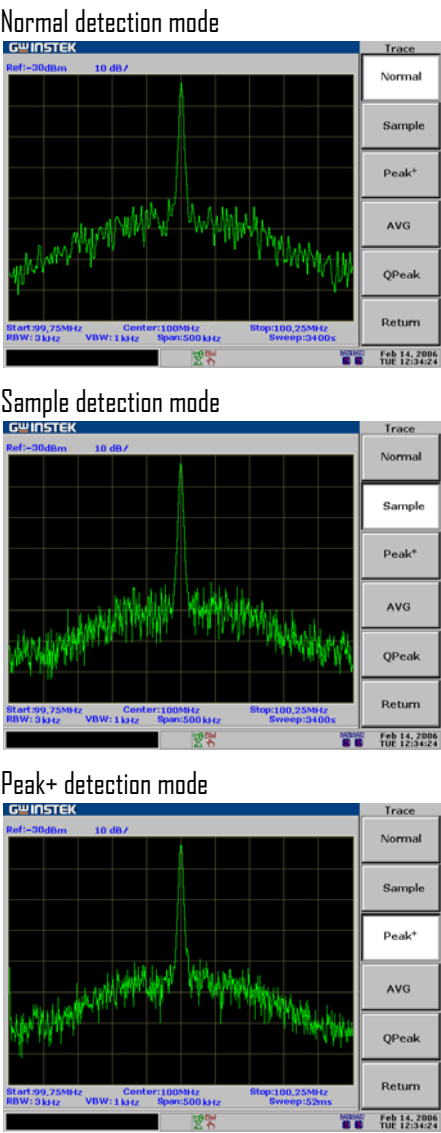 Normal detection mode
GWINSTEK
Trace
Ref:-30dBm 10 dB/
Normal
Sample
Peak+
AVG
QPeak
Return
Start:99,75MHz Center:100MHz Stop:100,25MHz
RBW: 3 kHz VBW: 1 kHz Span:500 kHz Sweep:3400s
BW
Feb 14, 2006
TUE 12:34:24
Sample detection mode
GWINSTEK
Trace
Ref:-30dBm 10 dB/
Normal
Sample
Peak+
AVG
QPeak
Return
Start:99,75MHz Center:100MHz Stop:100,25MHz
RBW: 3 kHz VBW: 1 kHz Span:500 kHz Sweep:3400s
BW
Feb 14, 2006
TUE 12:34:24
Peak+ detection mode
GWINSTEK
Trace
Ref:-30dBm 10 dB/
Normal
Sample
Peak+
AVG
QPeak
Return
Start:99,75MHz Center:100MHz Stop:100,25MHz
RBW: 3 kHz VBW: 1 kHz Span:500 kHz Sweep:52ms
BW
Feb 14, 2006
TUE 12:34:24